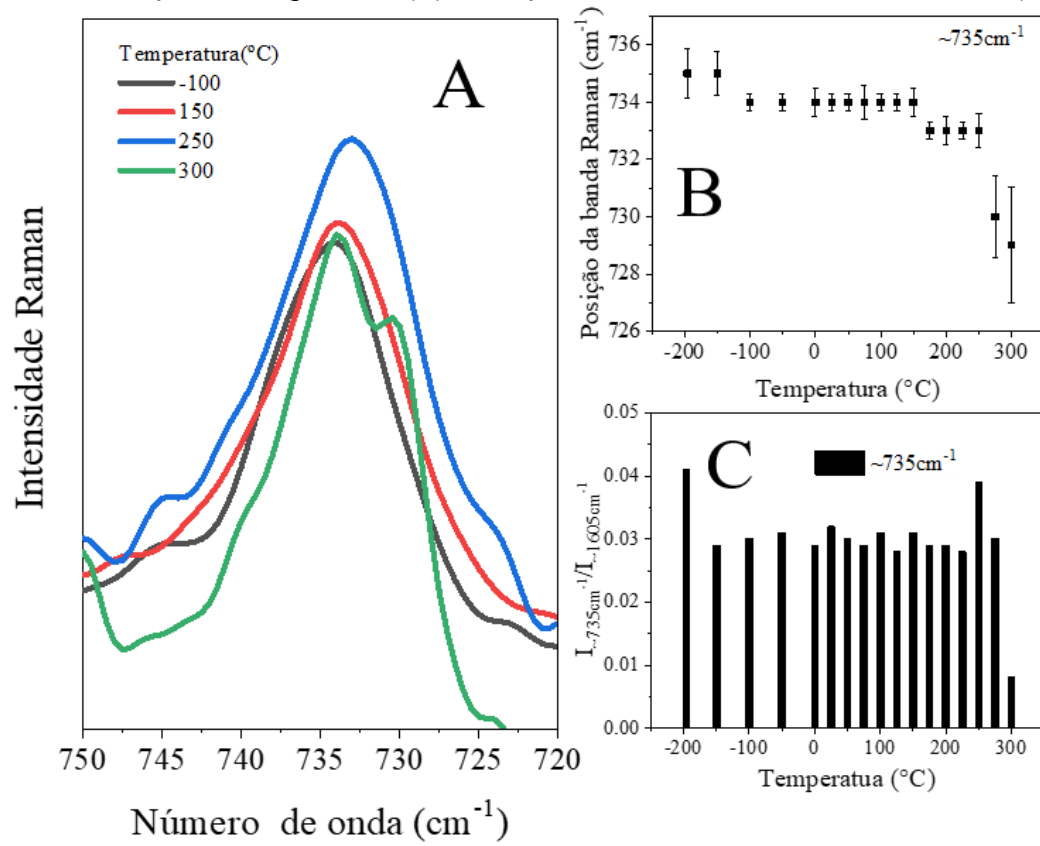 Temperatura(°C)
-100
150
250
300
A
Intensidade Raman
750 745 740 735 730 725 720
Número de onda (cm⁻¹)
~735cm⁻¹
B
Posição da banda Raman (cm⁻¹)
736
734
732
730
728
726
-200 -100 0 100 200 300
Temperatura (°C)
C
~735cm⁻¹
I~735cm⁻¹/I~1605cm⁻¹
0.05
0.04
0.03
0.02
0.01
0.00
-200 -100 0 100 200 300
Temperatua (°C)